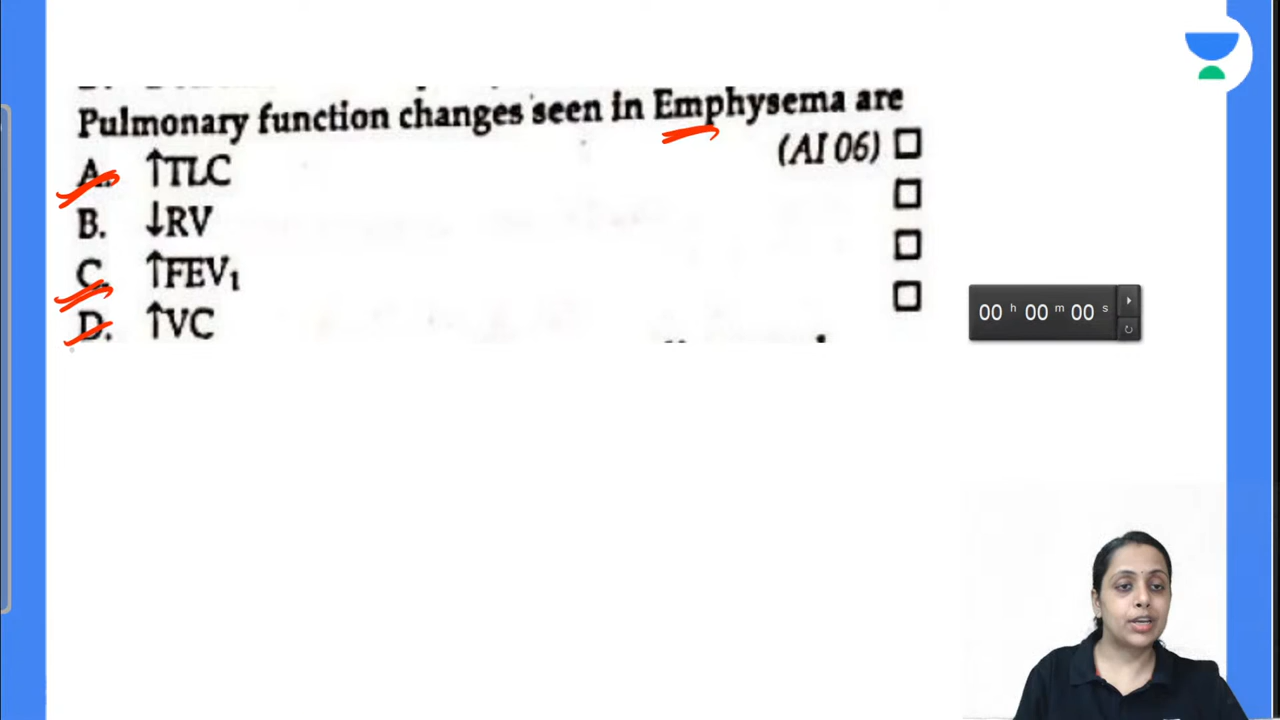 Pulmonary function changes seen in Emphysema are
(AI 06)
A. ↑TLC
B. ↓RV
C. ↑FEV₁
D. ↑VC
00 h 00 m 00 s